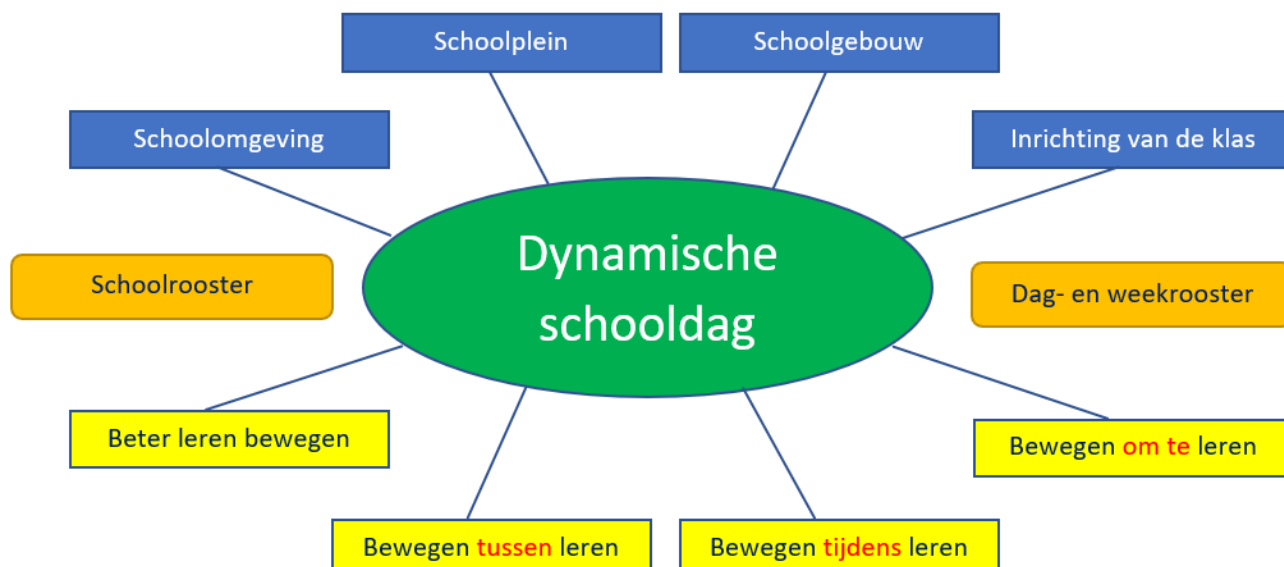 Schoolplein
Schoolgebouw
Schoolomgeving
Inrichting van de klas
Dynamische
schooldag
Schoolrooster
Dag- en weekrooster
Beter leren bewegen
Bewegen om te leren
Bewegen tussen leren
Bewegen tijdens leren